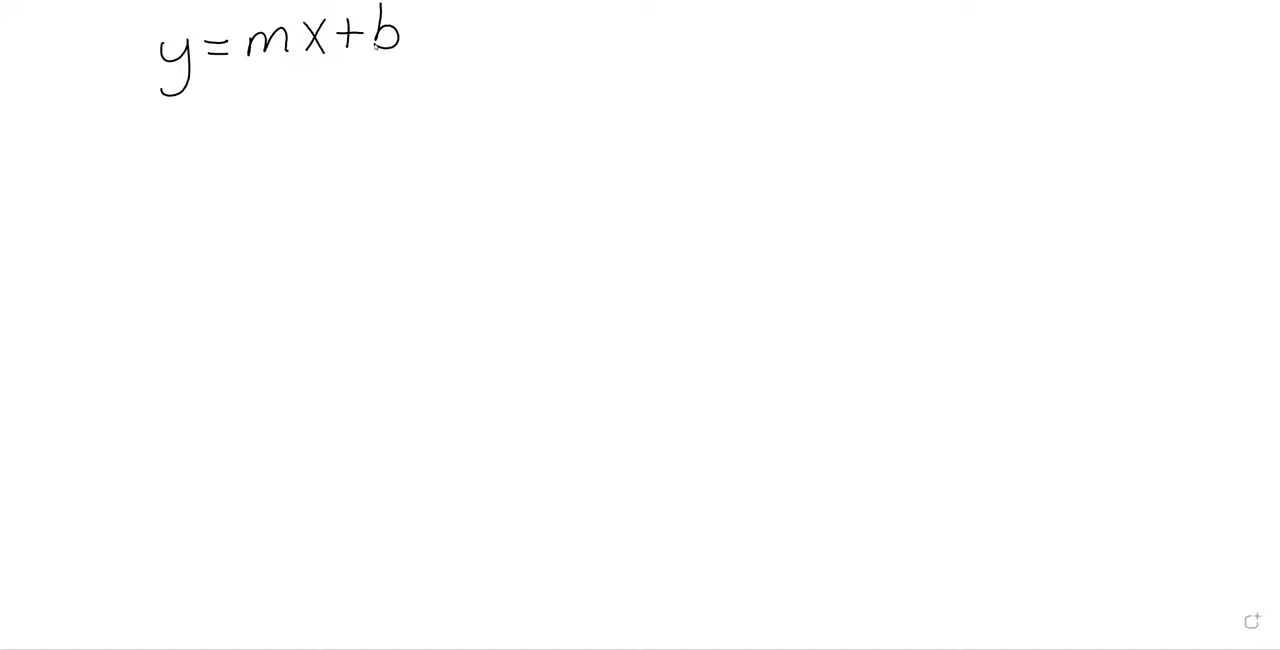 y = mx + b